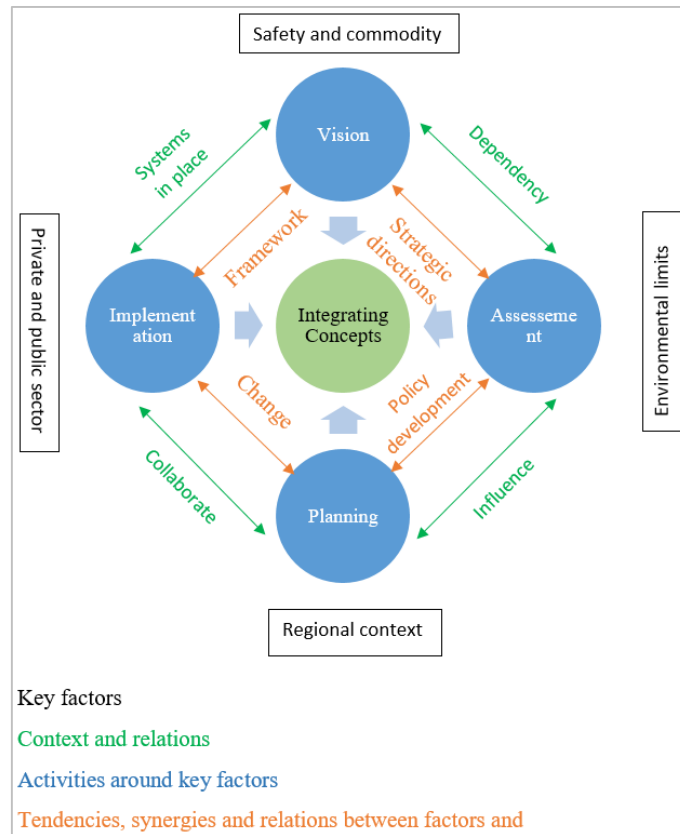 Safety and commodity
Vision
Systems
in place
Dependency
Framework
Strategic
directions
Private and public sector
Implement
ation
Integrating
Concepts
Assesseme
nt
Environmental limits
Change
Policy
development
Collaborate
Planning
Influence
Regional context
Key factors
Context and relations
Activities around key factors
Tendencies, synergies and relations between factors and